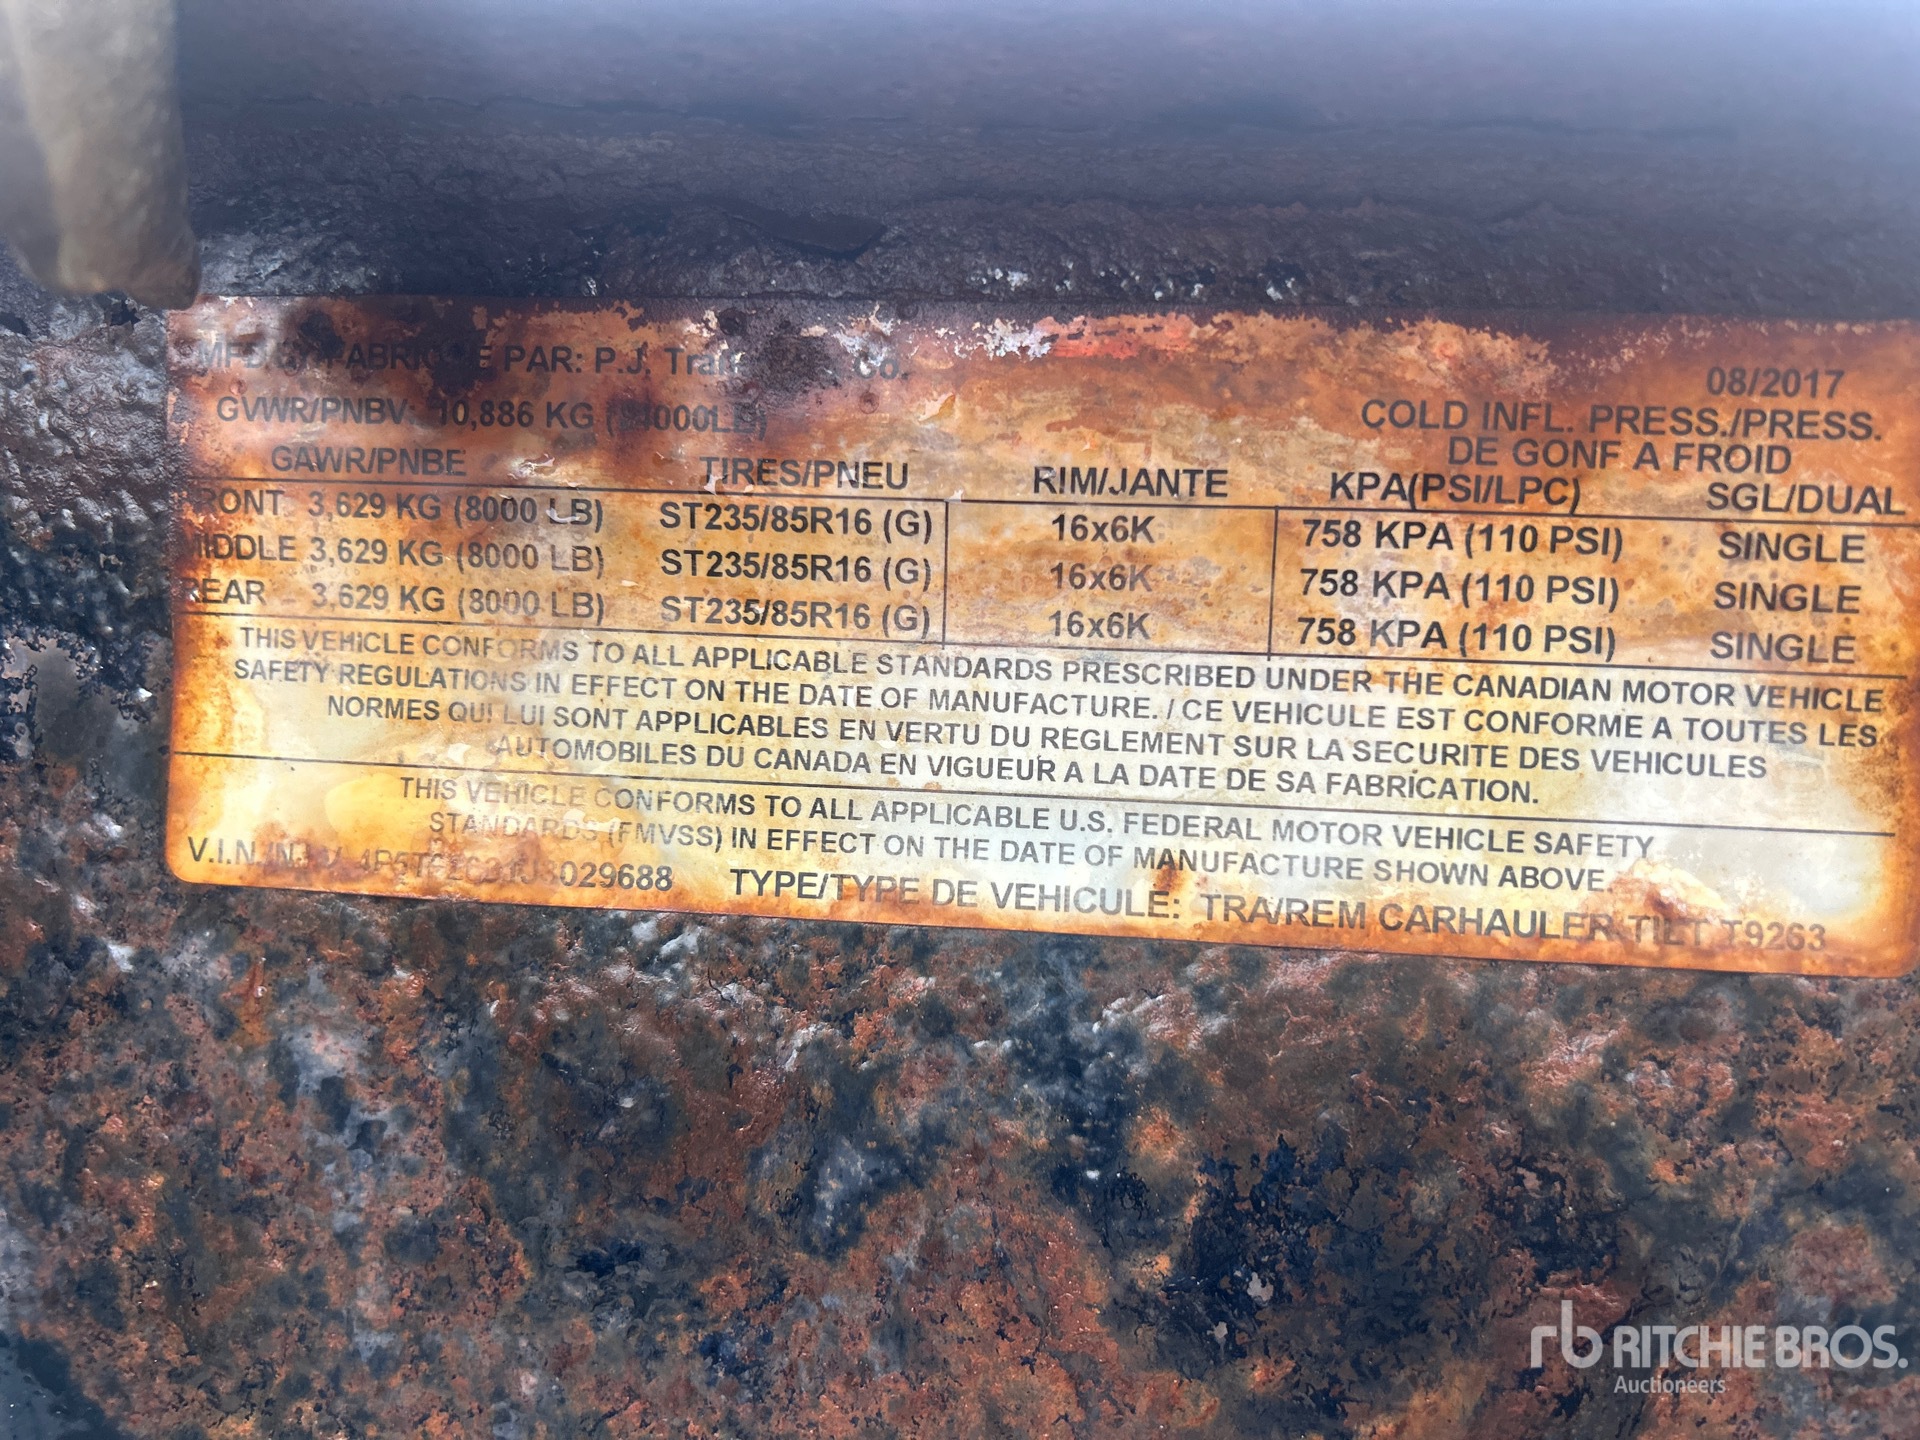 PAR: P.J.
08/2017
GVWR/PNBV: 10,886 KG
COLD INFL. PRESS./PRESS.
DE GONF A FROID
GAWR/PNBE TIRES/PNEU RIM/JANTE KPA(PSI/LPC) SGL/DUAL
FRONT 3,629 KG (8000 LB) ST235/85R16 (G) 16x6K 758 KPA (110 PSI) SINGLE
MIDDLE 3,629 KG (8000 LB) ST235/85R16 (G) 16x6K 758 KPA (110 PSI) SINGLE
REAR 3,629 KG (8000 LB) ST235/85R16 (G) 16x6K 758 KPA (110 PSI) SINGLE
THIS VEHICLE CONFORMS TO ALL APPLICABLE STANDARDS PRESCRIBED UNDER THE CANADIAN MOTOR VEHICLE
SAFETY REGULATIONS IN EFFECT ON THE DATE OF MANUFACTURE. / CE VEHICULE EST CONFORME A TOUTES LES
NORMES QUI LUI SONT APPLICABLES EN VERTU DU REGLEMENT SUR LA SECURITE DES VEHICULES
AUTOMOBILES DU CANADA EN VIGUEUR A LA DATE DE SA FABRICATION.
THIS VEHICLE CONFORMS TO ALL APPLICABLE U.S. FEDERAL MOTOR VEHICLE SAFETY
STANDARDS (FMVSS) IN EFFECT ON THE DATE OF MANUFACTURE SHOWN ABOVE.
TYPE/TYPE DE VEHICULE: TRA/REM CARHAULER-TILT T9263
rb RITCHIE BROS.
Auctioneers